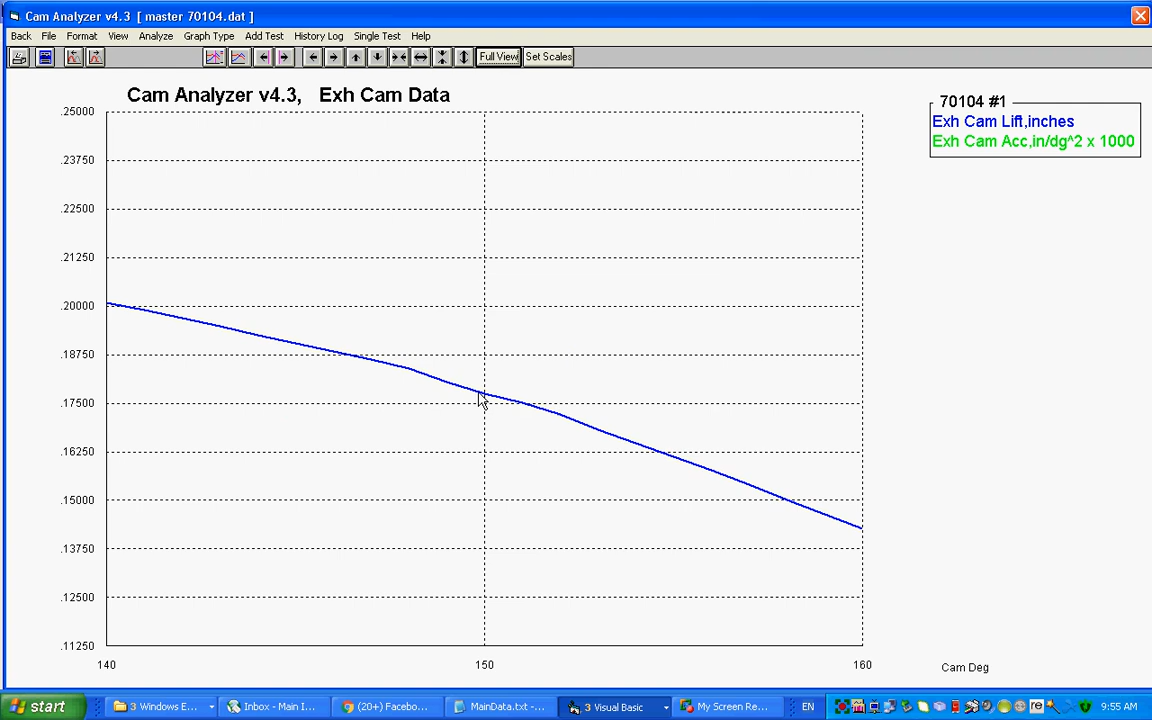 Cam Analyzer v4.3 [ master 70104.dat ]
Back File Format View Analyze Graph Type Add Test History Log Single Test Help
Full View Set Scales
Cam Analyzer v4.3, Exh Cam Data
70104 #1
Exh Cam Lift,inches
Exh Cam Acc,in/dg^2 x 1000
.25000
.23750
.22500
.21250
.20000
.18750
.17500
.16250
.15000
.13750
.12500
.11250
140 150 160 Cam Deg
start 3 Windows E... Inbox - Main I... (20+) Facebo... MainData.txt -... 3 Visual Basic My Screen Re... EN re 9:55 AM